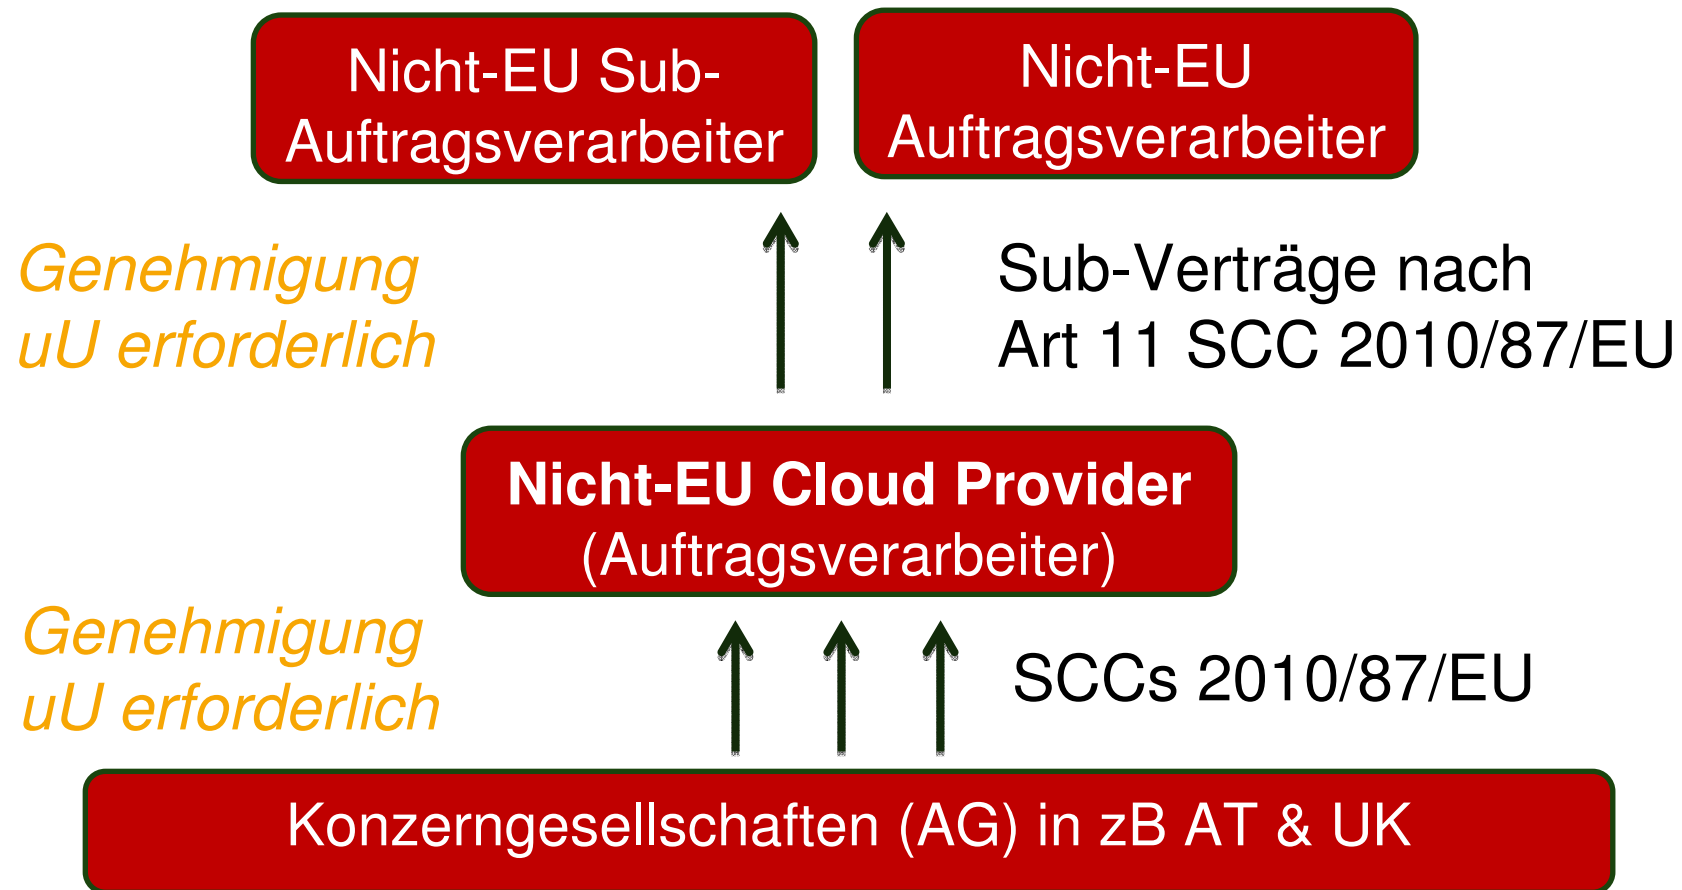 Nicht-EU Sub-
Auftragsverarbeiter
Nicht-EU
Auftragsverarbeiter
Genehmigung
uU erforderlich
Sub-Verträge nach
Art 11 SCC 2010/87/EU
Nicht-EU Cloud Provider
(Auftragsverarbeiter)
Genehmigung
uU erforderlich
SCCs 2010/87/EU
Konzerngesellschaften (AG) in zB AT & UK